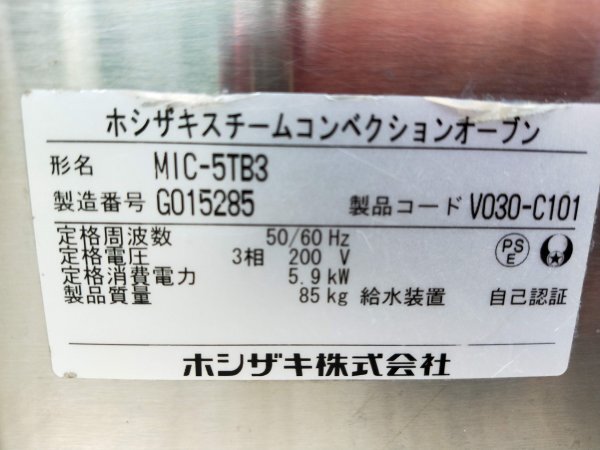 ホシザキスチームコンベクションオーブン
形名 MIC-5TB3
製造番号 G015285 製品コード V030-C101
定格周波数 50/60 Hz
定格電圧 3相 200 V
定格消費電力 5.9 kW
製品質量 85 kg 給水装置 自己認証
PS
E
ホシザキ株式会社